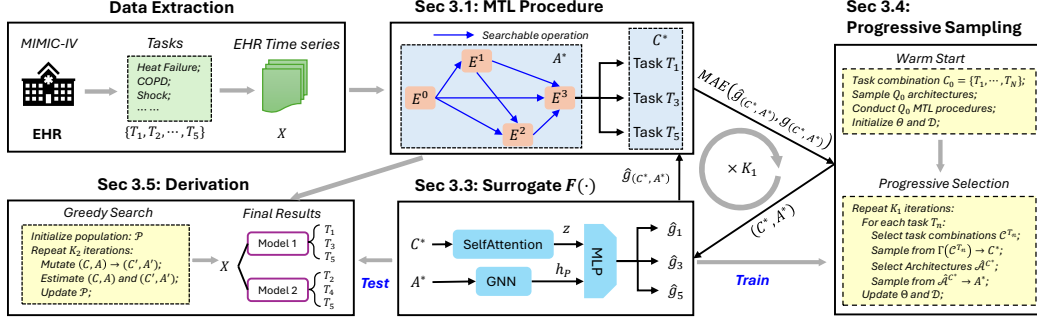 Data Extraction
MIMIC-IV
EHR
Tasks
Heat Failure;
COPD;
Shock;
... ...
{T₁, T₂, ⋯, T₅}
EHR Time series
X
Sec 3.1: MTL Procedure
Searchable operation
A*
E⁰
E¹
E²
E³
C*
Task T₁
Task T₃
Task T₅
MAE(ĝ_(C*,A*), g_(C*,A*))
× K₁
(C*, A*)
ĝ_(C*,A*)
Sec 3.4:
Progressive Sampling
Warm Start
Task combination C₀ = {T₁, ⋯, T_N};
Sample Q₀ architectures;
Conduct Q₀ MTL procedures;
Initialize Θ and 𝒟;
Progressive Selection
Repeat K₁ iterations:
For each task Tₙ:
Select task combinations 𝒞^{Tₙ};
Sample from Γ(𝒞^{Tₙ}) → C*;
Select Architectures 𝒜̂^{C*};
Sample from 𝒜̂^{C*} → A*;
Update Θ and 𝒟;
Sec 3.5: Derivation
Greedy Search
Initialize population: 𝒫
Repeat K₂ iterations:
Mutate (C, A) → (C′, A′);
Estimate (C, A) and (C′, A′);
Update 𝒫;
Final Results
X
Model 1
T₁
T₃
T₅
Model 2
T₂
T₄
T₅
Test
Sec 3.3: Surrogate F(·)
C*
SelfAttention
z
A*
GNN
h_P
MLP
ĝ₁
ĝ₃
ĝ₅
Train